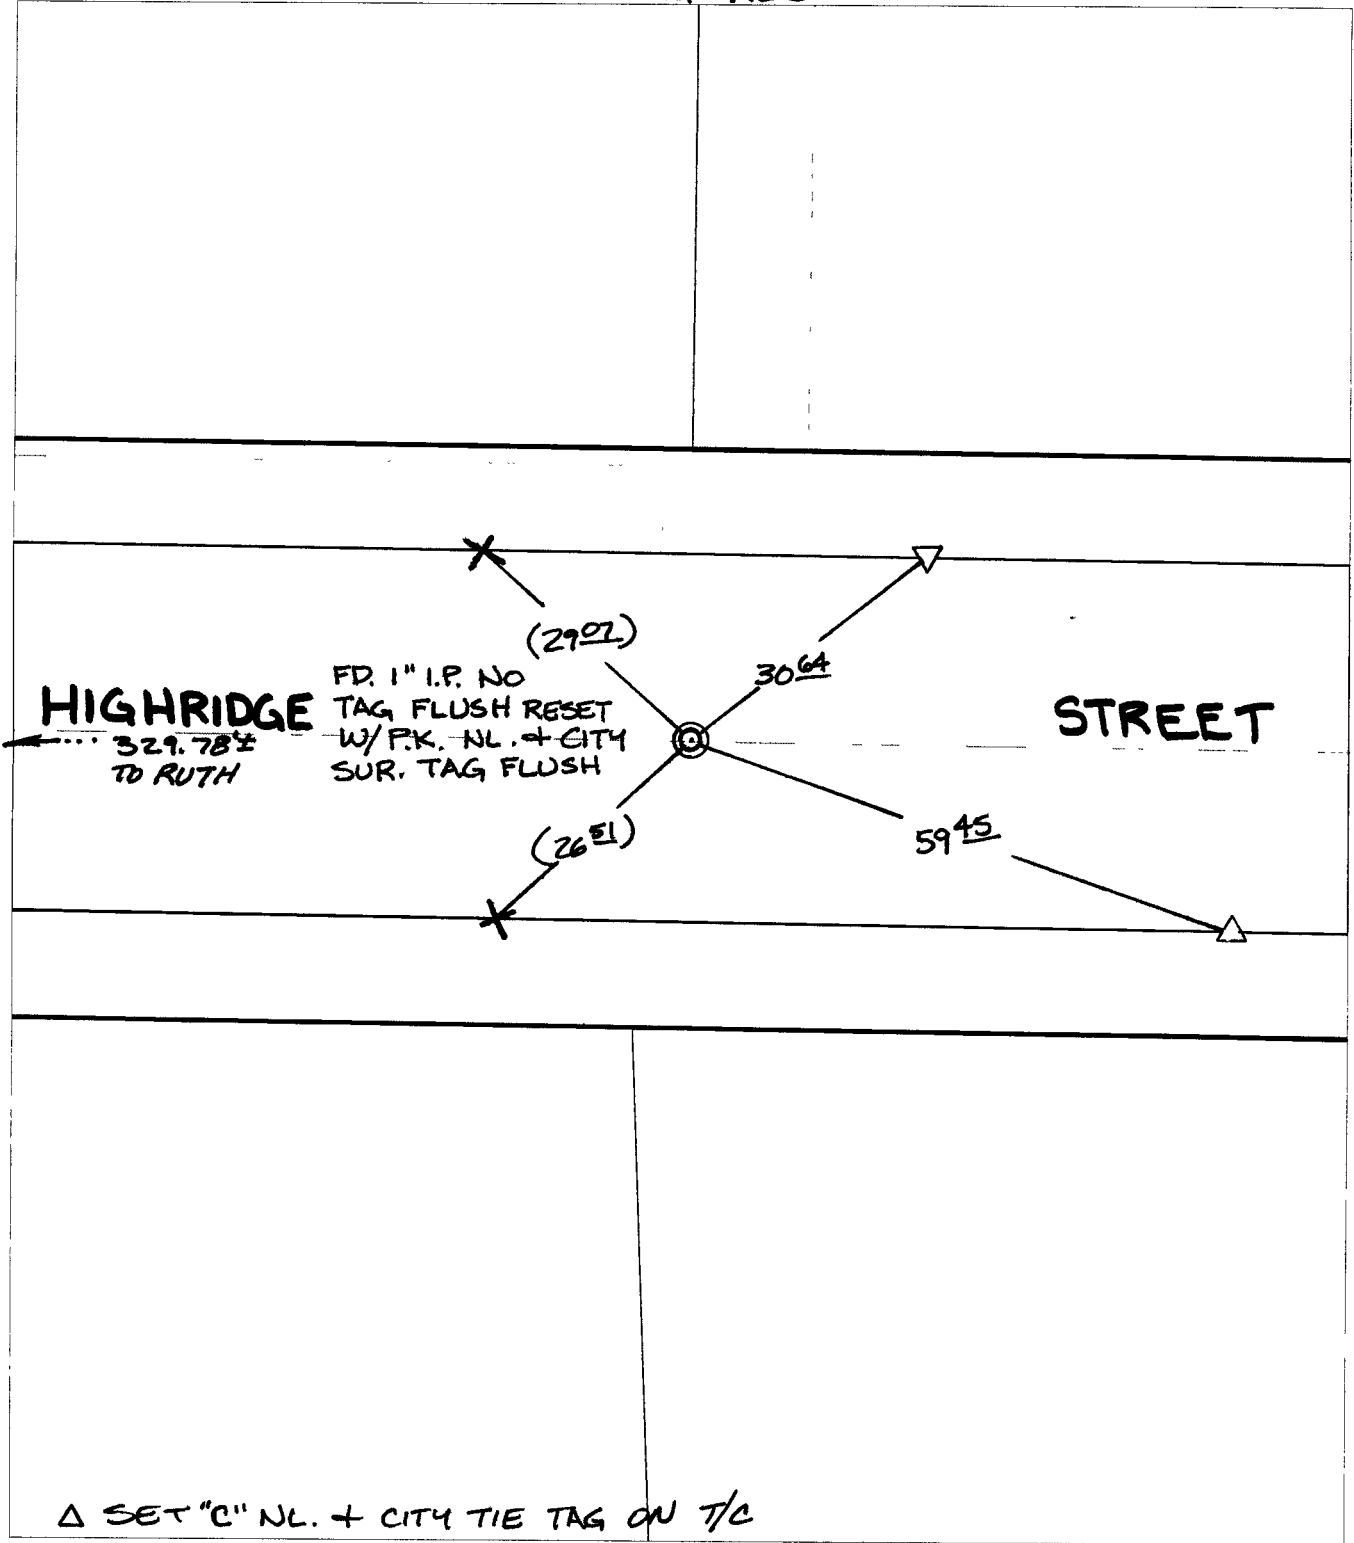 (29 07)
30 64
FD. 1" I.P. NO
TAG FLUSH RESET
W/ P.K. NL. + CITY
SUR. TAG FLUSH
HIGHRIDGE
329.78'±
TO RUTH
STREET
(26 51)
59 45
△ SET "C" NL. + CITY TIE TAG ON T/C